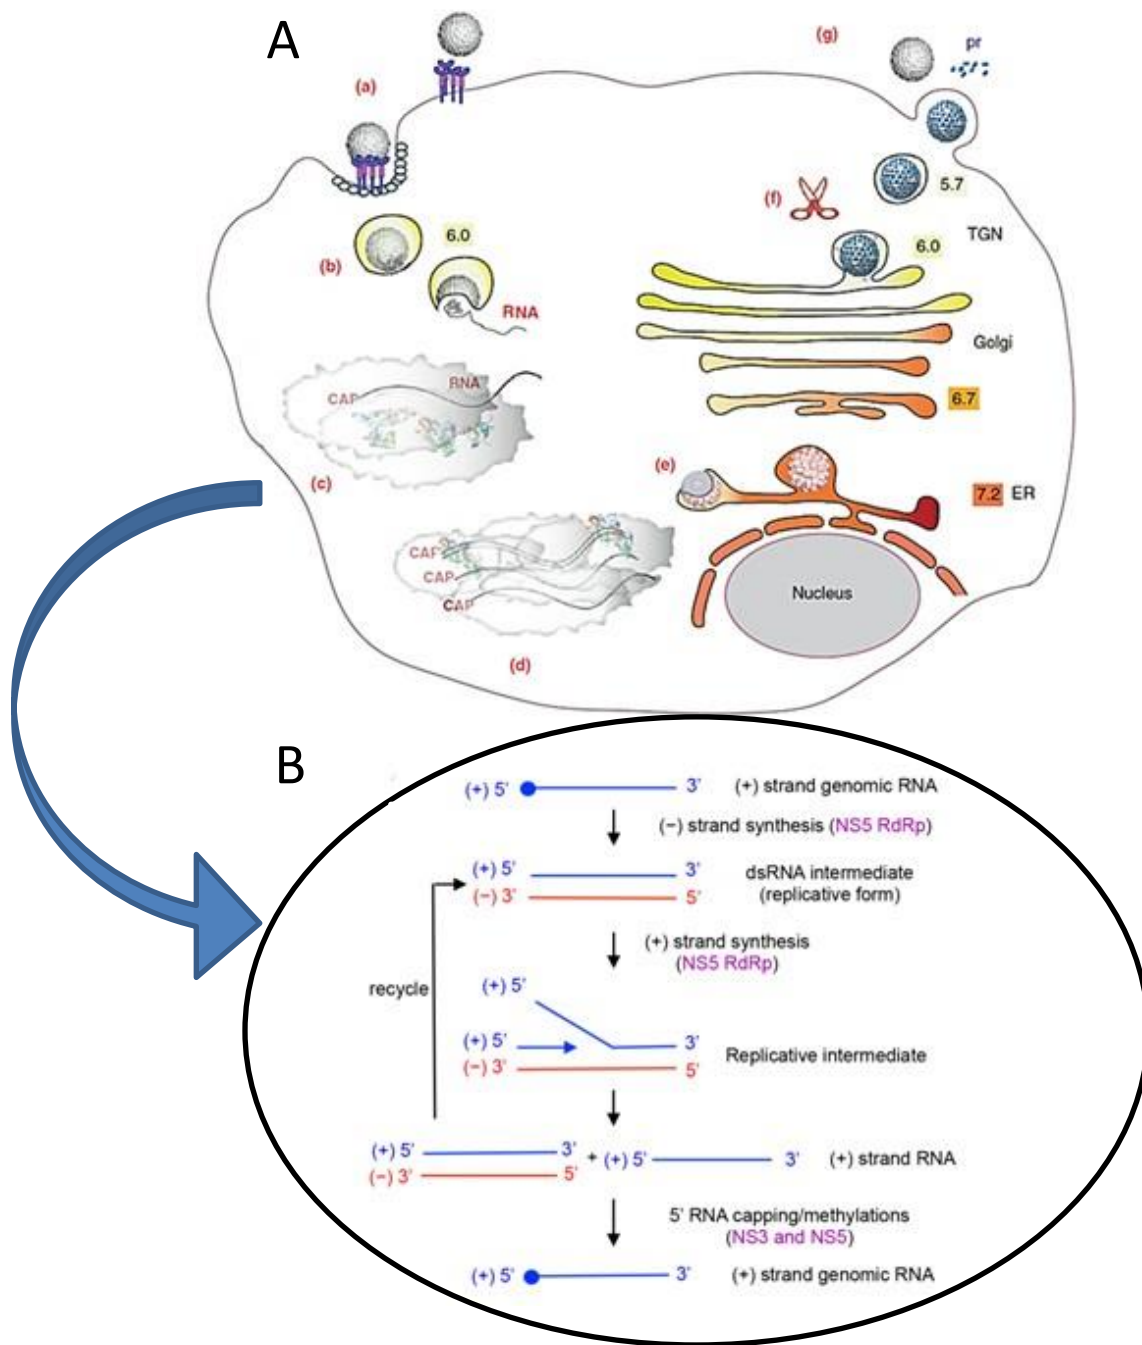 A
(g)
pr
(a)
5.7
(f)
TGN
6.0
6.0
(b)
RNA
Golgi
RNA
CAP
6.7
(e)
(c)
7.2 ER
CAP
CAP
CAP
Nucleus
(d)
B
(+) 5' 3' (+) strand genomic RNA
(−) strand synthesis (NS5 RdRp)
(+) 5' 3' dsRNA intermediate
(−) 3' 5' (replicative form)
(+) strand synthesis
(NS5 RdRp)
recycle
(+) 5'
(+) 5' 3'
Replicative intermediate
(−) 3' 5'
(+) 5' 3' + (+) 5' 3' (+) strand RNA
(−) 3' 5'
5' RNA capping/methylations
(NS3 and NS5)
(+) 5' 3' (+) strand genomic RNA